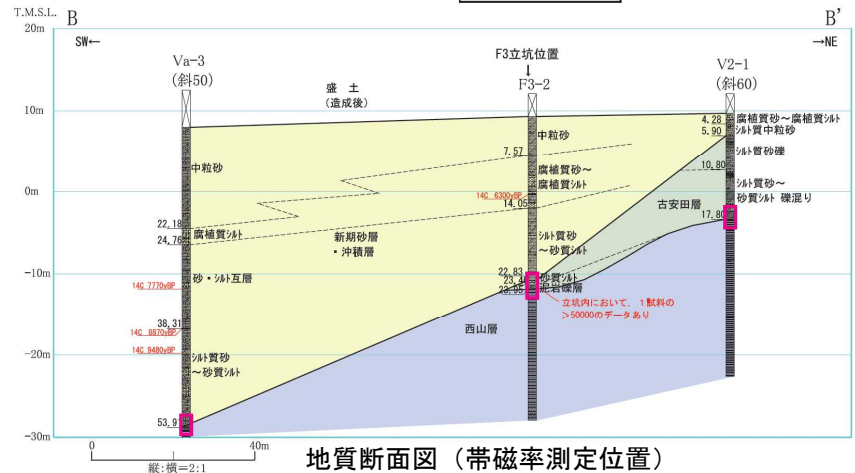 T.M.S.L.
20m
B
B'
SW←
→NE
Va-3
(斜50)
盛 土
(造成後)
F3立坑位置
↓
F3-2
V2-1
(斜60)
10m
0m
−10m
−20m
−30m
中粒砂
22.18
腐植質シルト
24.76
砂・シルト互層
14C 7770yBP
38.31
14C 8870yBP
14C 9480yBP
シルト質砂
～砂質シルト
53.97
新期砂層
・沖積層
中粒砂
7.57
腐植質砂～
腐植質シルト
14C 6300yBP
14.05
シルト質砂
～砂質シルト
22.83
砂質シルト
泥岩礫層
23.95
立坑内において、1試料の
>50000のデータあり
西山層
古安田層
4.28
腐植質砂～腐植質シルト
5.90
シルト質中粒砂
シルト質砂礫
10.80
シルト質砂～
砂質シルト 礫混り
17.80
0
40m
縦:横=2:1
地質断面図（帯磁率測定位置）